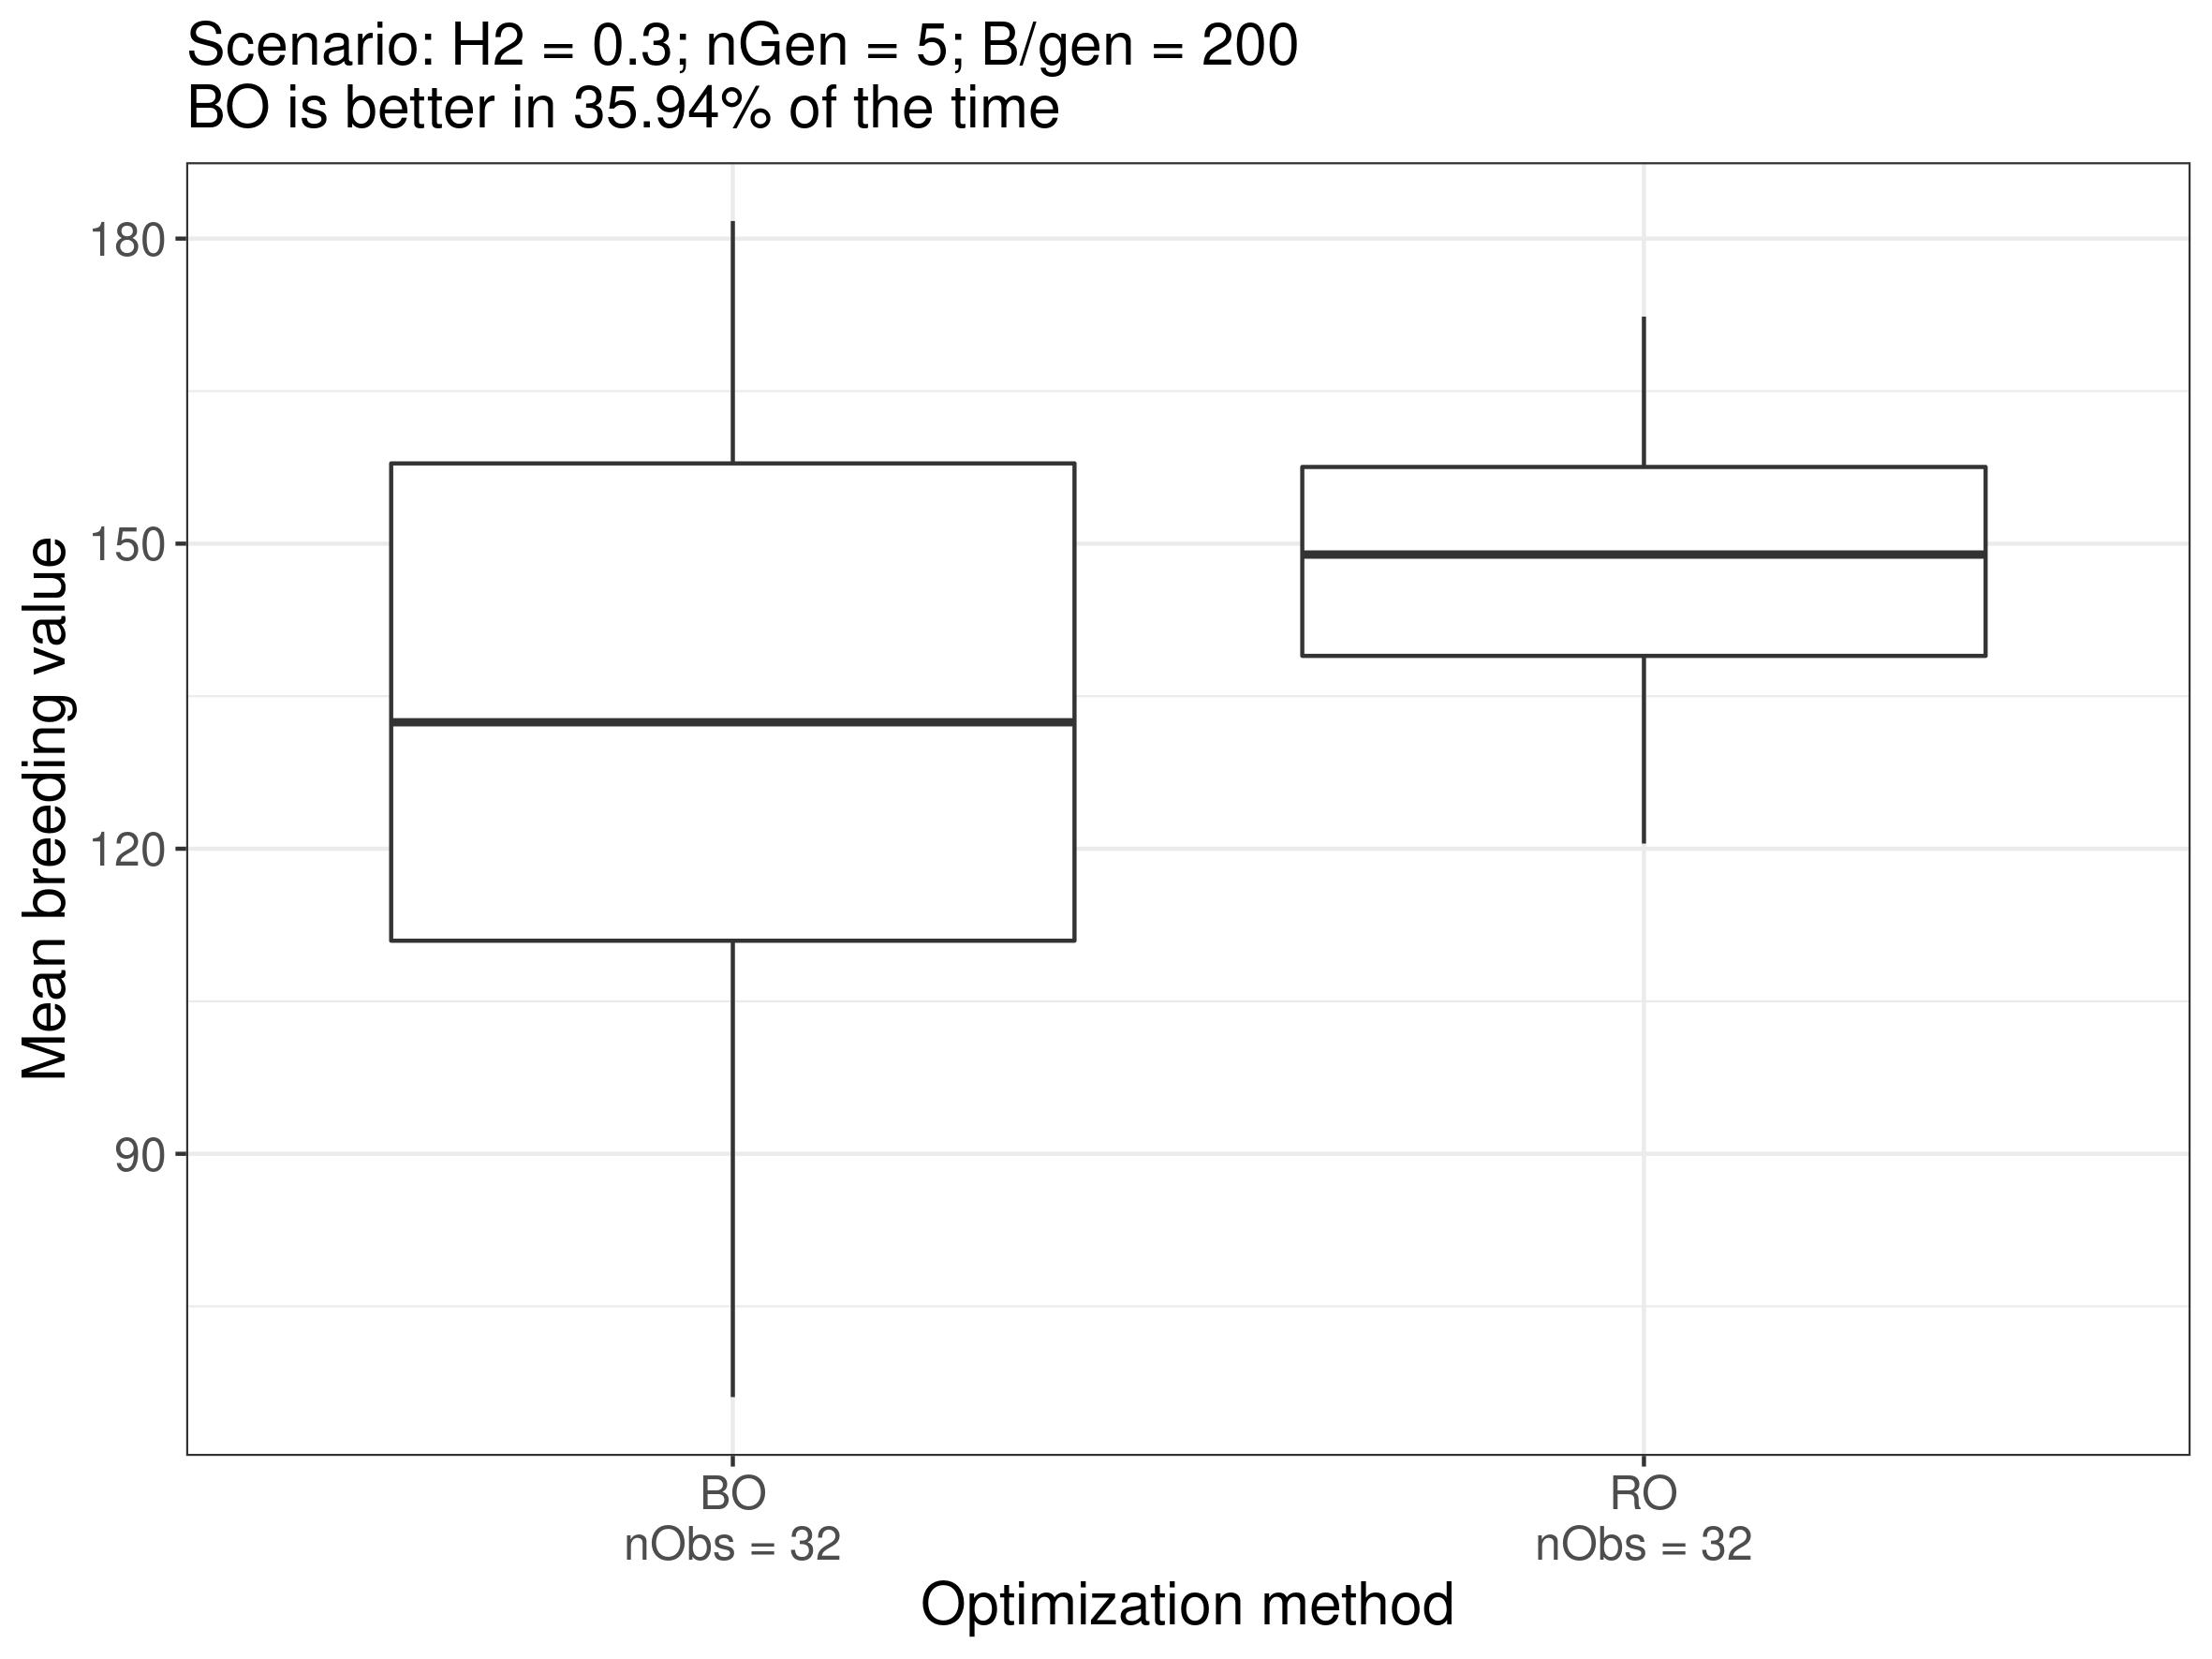 Scenario: H2 = 0.3; nGen = 5; B/gen = 200
BO is better in 35.94% of the time
Mean breeding value
180
150
120
90
BO
nObs = 32
RO
nObs = 32
Optimization method